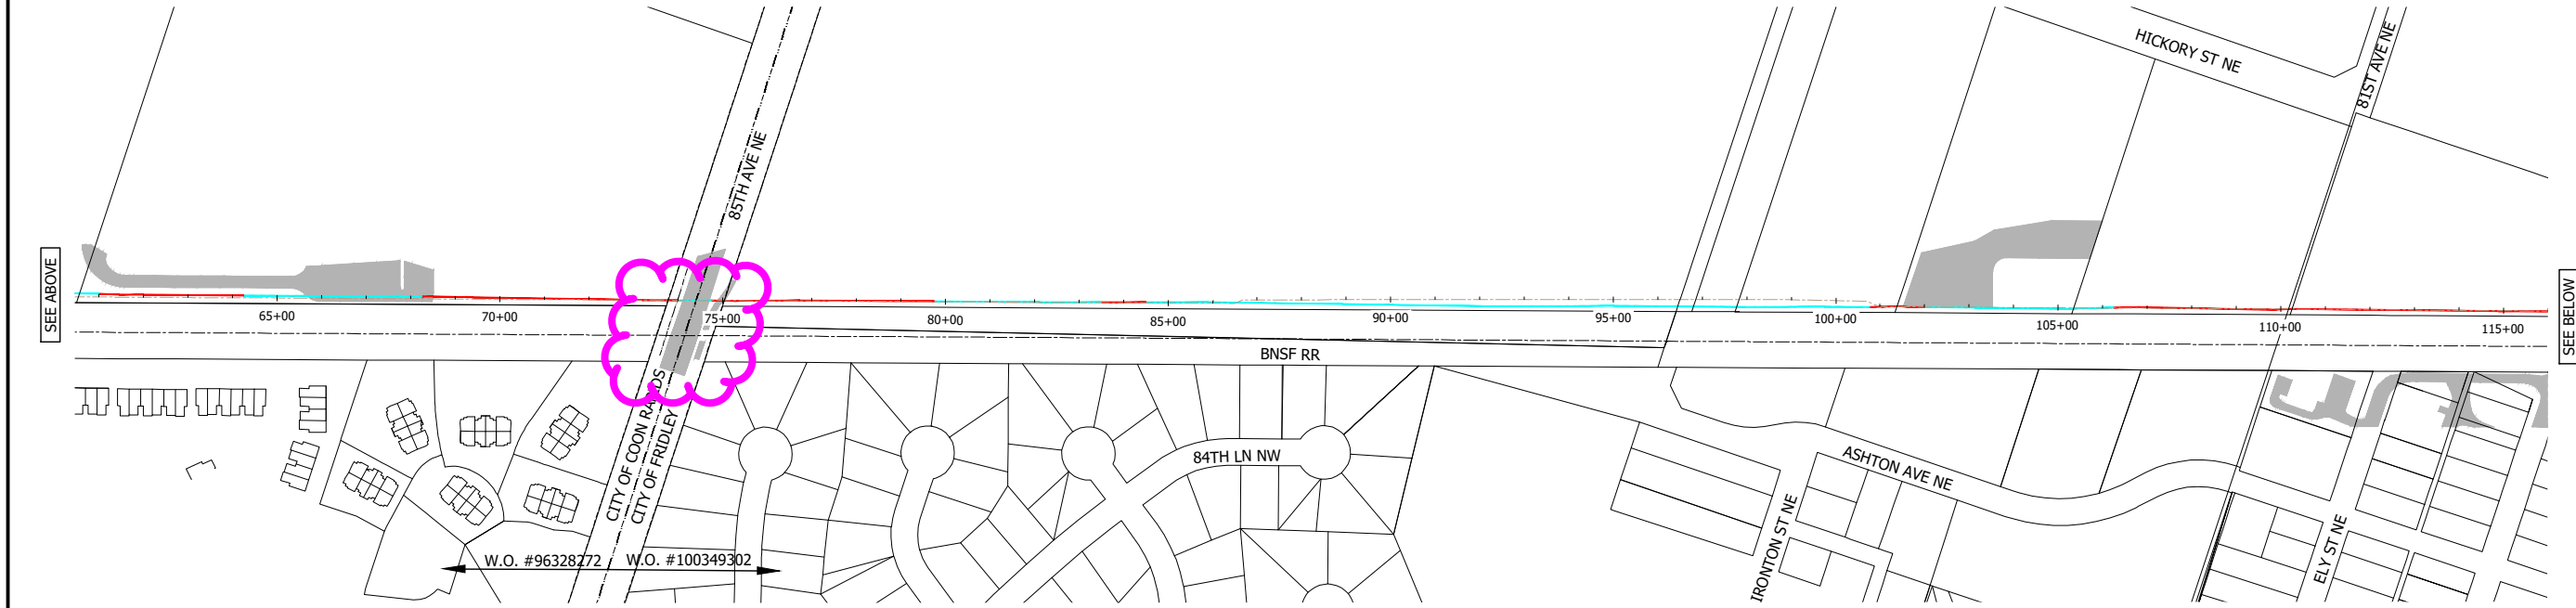 HICKORY ST NE
81ST AVE NE
85TH AVE NE
SEE ABOVE
SEE BELOW
65+00
70+00
75+00
80+00
85+00
90+00
95+00
100+00
105+00
110+00
115+00
BNSF RR
CITY OF COON RAPIDS
CITY OF FRIDLEY
84TH LN NW
ASHTON AVE NE
IRONTON ST NE
ELY ST NE
W.O. #96328272
W.O. #100349302